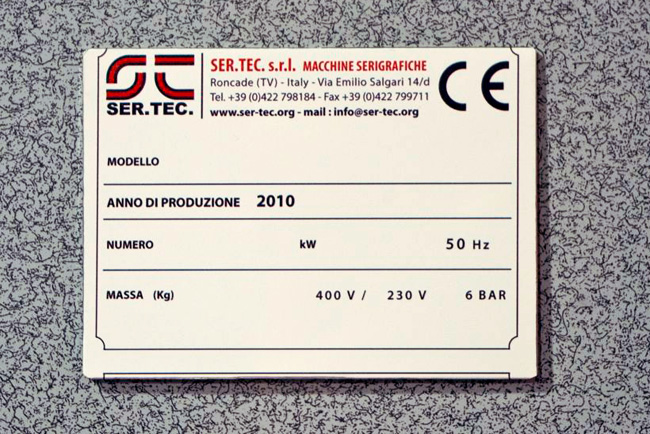 SER.TEC.
SER.TEC. s.r.l. MACCHINE SERIGRAFICHE
Roncade (TV) - Italy - Via Emilio Salgari 14/d
Tel. +39 (0)422 798184 - Fax +39 (0)422 799711
www.ser-tec.org - mail : info@ser-tec.org
CE
MODELLO
ANNO DI PRODUZIONE 2010
NUMERO kW 50 Hz
MASSA (Kg) 400 V / 230 V 6 BAR